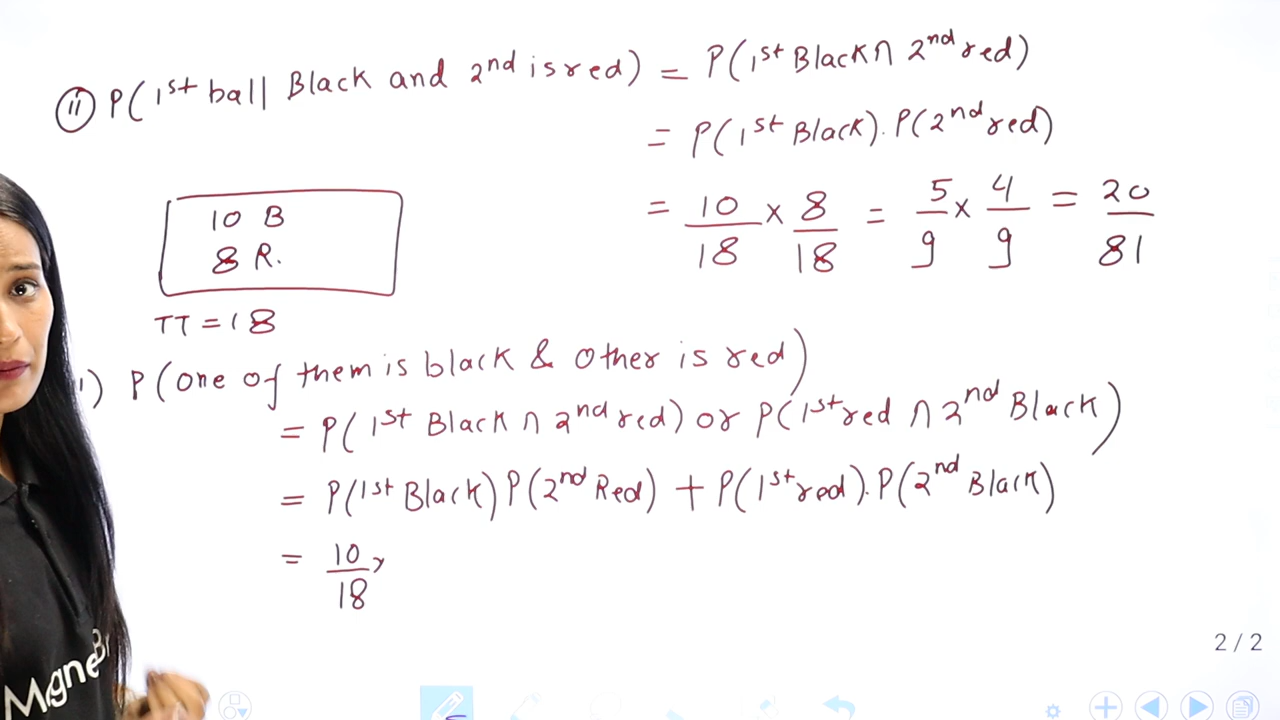 (ii) P(1st ball Black and 2nd is red) = P(1st Black ∩ 2nd red)
= P(1st Black). P(2nd red)
= 10/18 × 8/18 = 5/9 × 4/9 = 20/81
10 B
8 R.
TT = 18
) P(one of them is black & other is red)
= P(1st Black ∩ 2nd red) or P(1st red ∩ 2nd Black)
= P(1st Black) P(2nd Red) + P(1st red). P(2nd Black)
= 10/18 ×
2 / 2